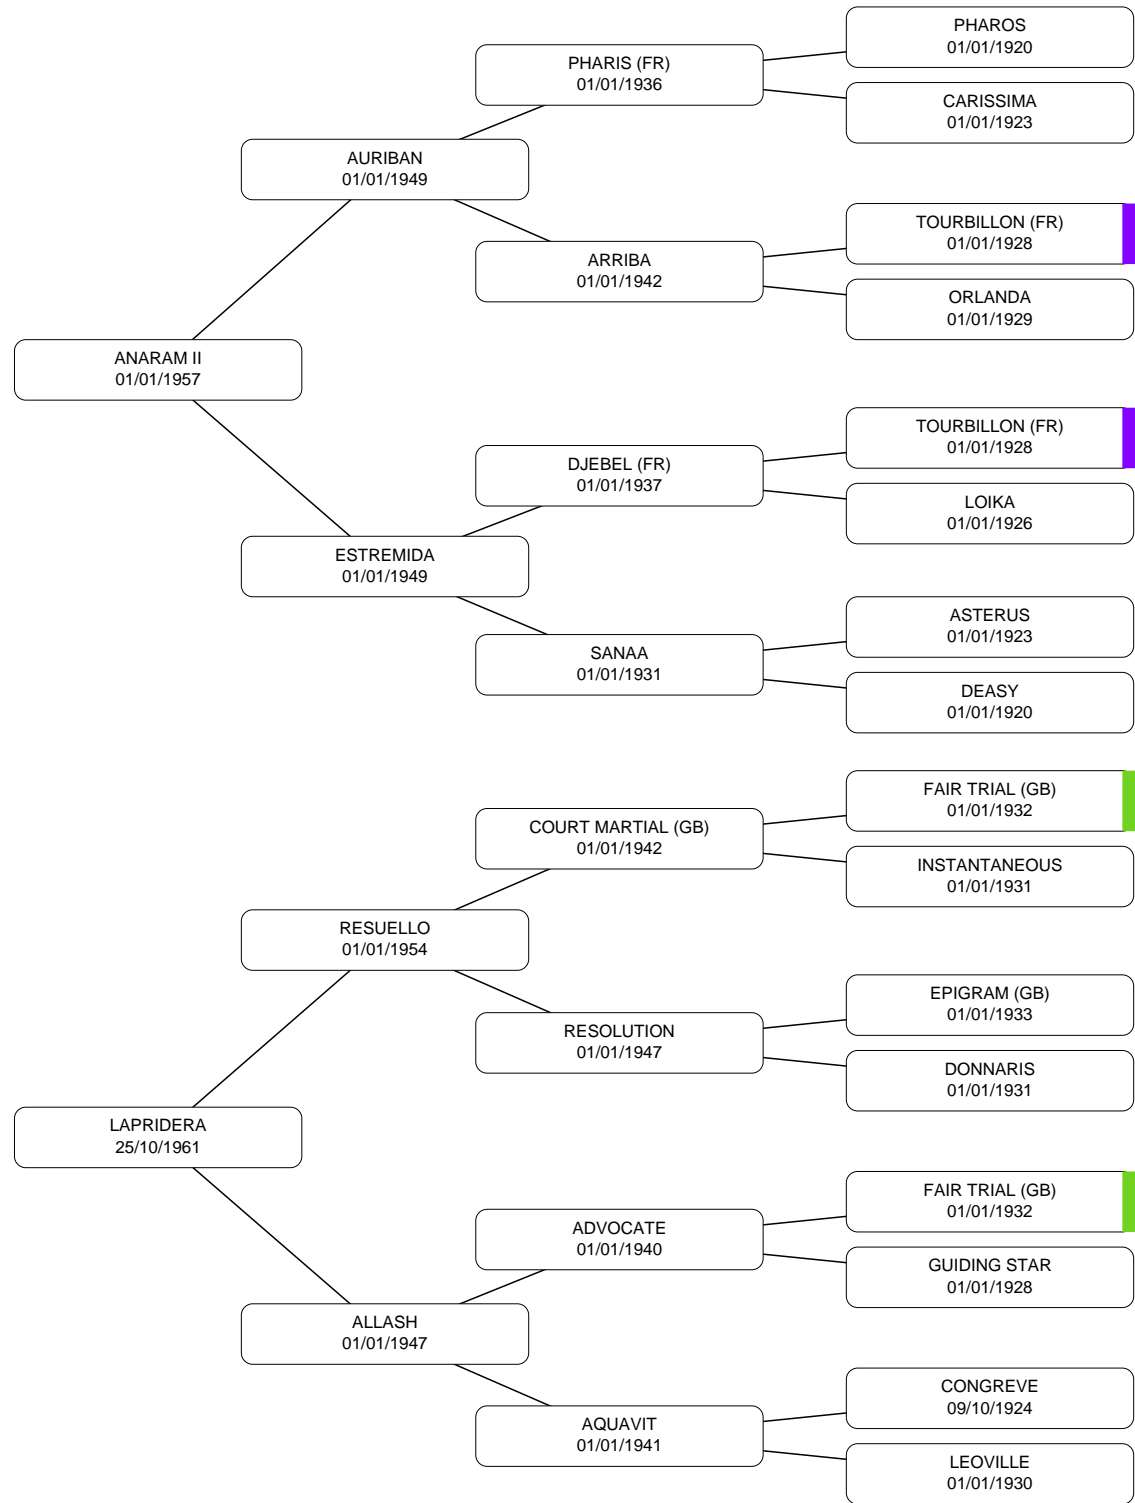 PHAROS
01/01/1920
PHARIS (FR)
01/01/1936
CARISSIMA
01/01/1923
AURIBAN
01/01/1949
TOURBILLON (FR)
01/01/1928
ARRIBA
01/01/1942
ORLANDA
01/01/1929
ANARAM II
01/01/1957
TOURBILLON (FR)
01/01/1928
DJEBEL (FR)
01/01/1937
LOIKA
01/01/1926
ESTREMIDA
01/01/1949
ASTERUS
01/01/1923
SANAA
01/01/1931
DEASY
01/01/1920
FAIR TRIAL (GB)
01/01/1932
COURT MARTIAL (GB)
01/01/1942
INSTANTANEOUS
01/01/1931
RESUELLO
01/01/1954
EPIGRAM (GB)
01/01/1933
RESOLUTION
01/01/1947
DONNARIS
01/01/1931
LAPRIDERA
25/10/1961
FAIR TRIAL (GB)
01/01/1932
ADVOCATE
01/01/1940
GUIDING STAR
01/01/1928
ALLASH
01/01/1947
CONGREVE
09/10/1924
AQUAVIT
01/01/1941
LEOVILLE
01/01/1930